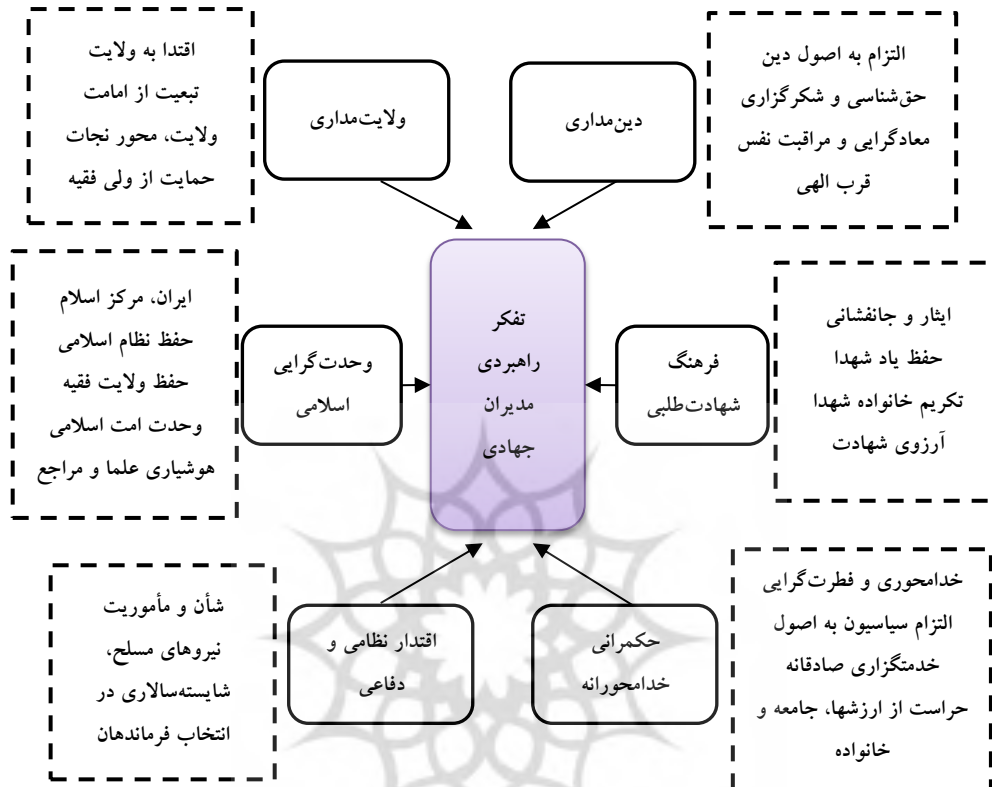 التزام به اصول دین
حق‌شناسی و شکرگزاری
معادگرایی و مراقبت نفس
قرب الهی
دین‌مداری
ولایت‌مداری
اقتدا به ولایت
تبعیت از امامت
ولایت، محور نجات
حمایت از ولی فقیه
ایثار و جانفشانی
حفظ یاد شهدا
تکریم خانواده شهدا
آرزوی شهادت
فرهنگ
شهادت‌طلبی
تفکر
راهبردی
مدیران
جهادی
وحدت‌گرایی
اسلامی
ایران، مرکز اسلام
حفظ نظام اسلامی
حفظ ولایت فقیه
وحدت امت اسلامی
هوشیاری علما و مراجع
خدامحوری و فطرت‌گرایی
التزام سیاسیون به اصول
خدمتگزاری صادقانه
حراست از ارزشها، جامعه و
خانواده
حکمرانی
خدامحورانه
اقتدار نظامی و
دفاعی
شأن و مأموریت
نیروهای مسلح،
شایسته‌سالاری در
انتخاب فرماندهان